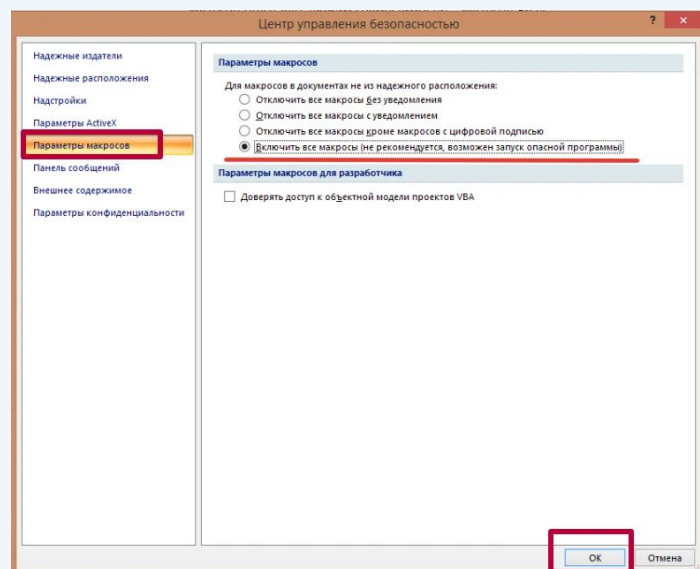 Центр управления безопасностью
Надежные издатели
Надежные расположения
Надстройки
Параметры ActiveX
Параметры макросов
Панель сообщений
Внешнее содержимое
Параметры конфиденциальности
Параметры макросов
Для макросов в документах не из надежного расположения:
Отключить все макросы без уведомления
Отключить все макросы с уведомлением
Отключить все макросы кроме макросов с цифровой подписью
Включить все макросы (не рекомендуется, возможен запуск опасной программы)
Параметры макросов для разработчика
Доверять доступ к объектной модели проектов VBA
ОК
Отмена